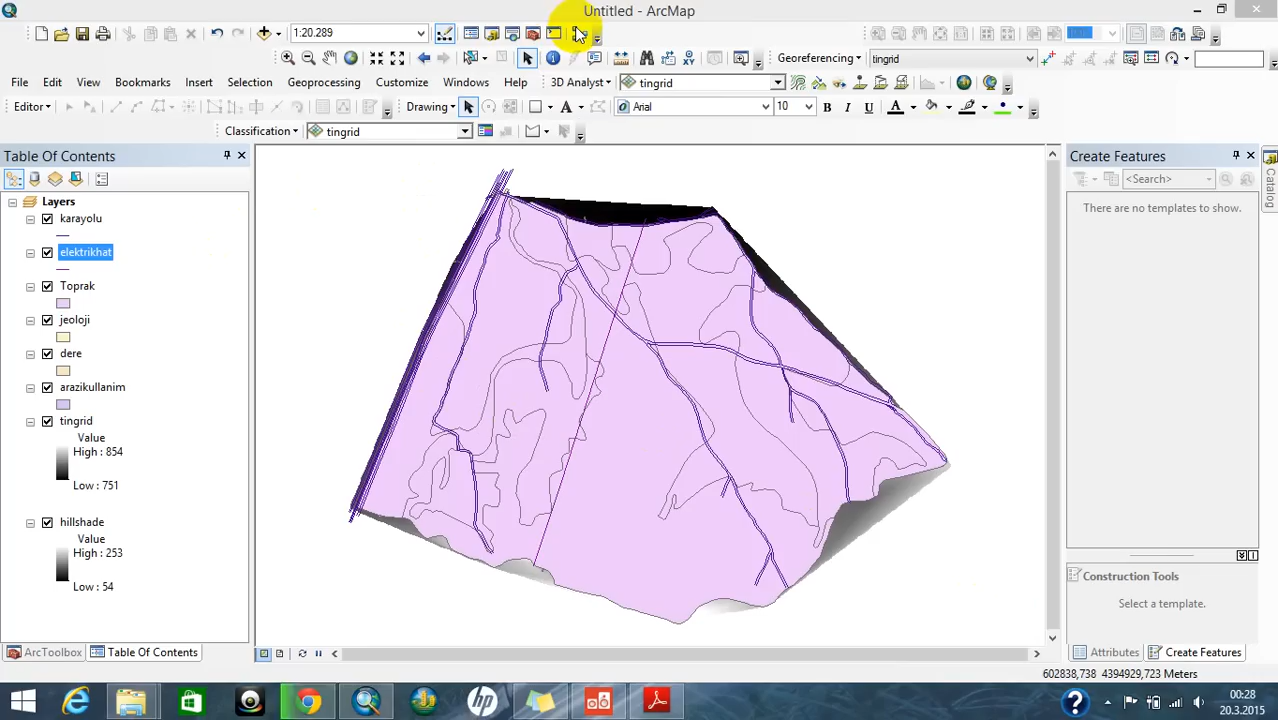 Untitled - ArcMap
1:20.289
Georeferencing
tingrid
File Edit View Bookmarks Insert Selection Geoprocessing Customize Windows Help 3D Analyst tingrid
Editor Drawing A Arial 10 B I U A
Classification tingrid
Table Of Contents
Create Features
<Search>
There are no templates to show.
Catalog
Layers
karayolu
elektrikhat
Toprak
jeoloji
dere
arazikullanim
tingrid
Value
High : 854
Low : 751
hillshade
Value
High : 253
Low : 54
Construction Tools
Select a template.
ArcToolbox Table Of Contents
Attributes Create Features
602838,738 4394929,723 Meters
00:28
20.3.2015